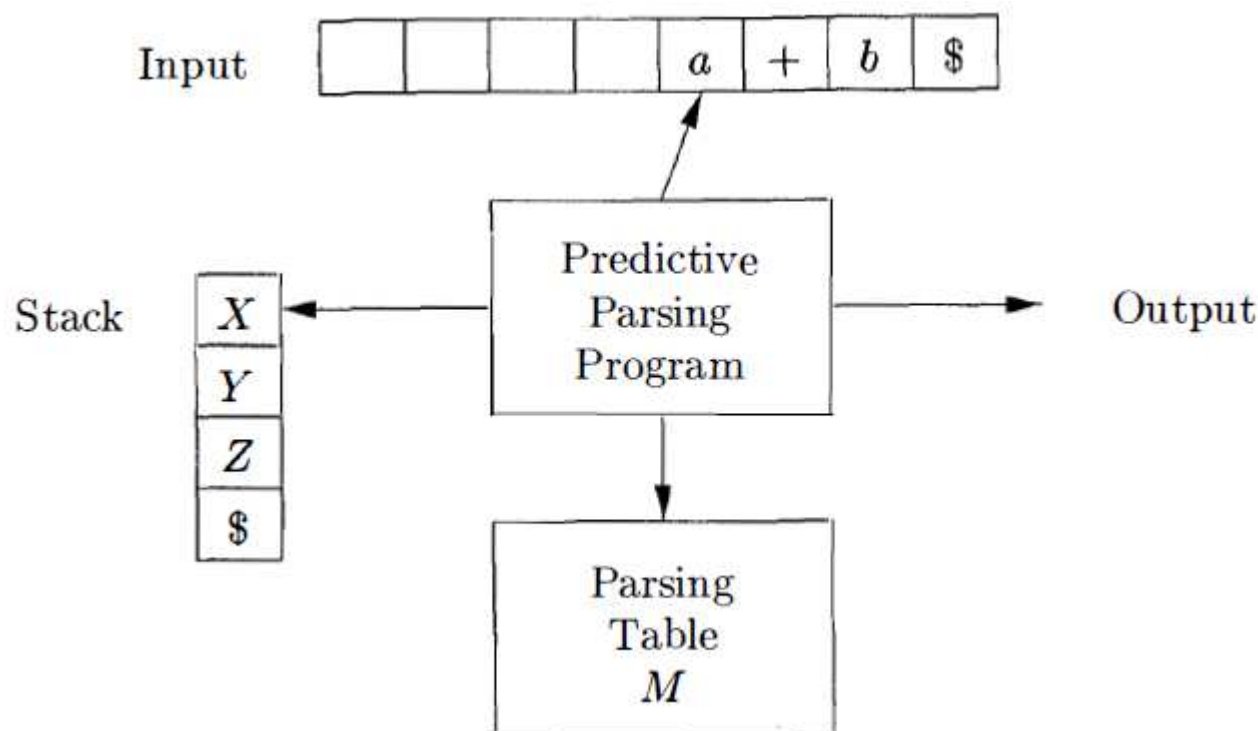 Input a + b $
Predictive
Parsing
Program
Stack X
Y
Z
$
Output
Parsing
Table
M